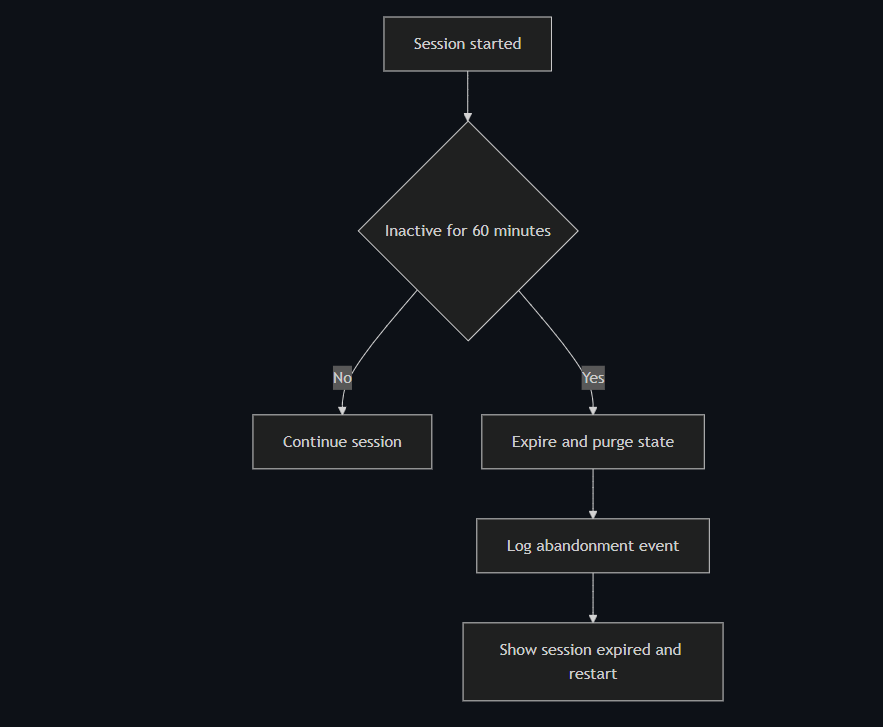 Session started
Inactive for 60 minutes
No
Yes
Continue session
Expire and purge state
Log abandonment event
Show session expired and
restart